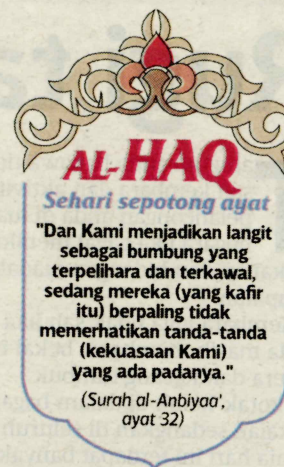 AL-HAQ
Sehari sepotong ayat
"Dan Kami menjadikan langit
sebagai bumbung yang
terpelihara dan terkawal,
sedang mereka (yang kafir
itu) berpaling tidak
memerhatikan tanda-tanda
(kekuasaan Kami)
yang ada padanya."
(Surah al-Anbiyaa',
ayat 32)